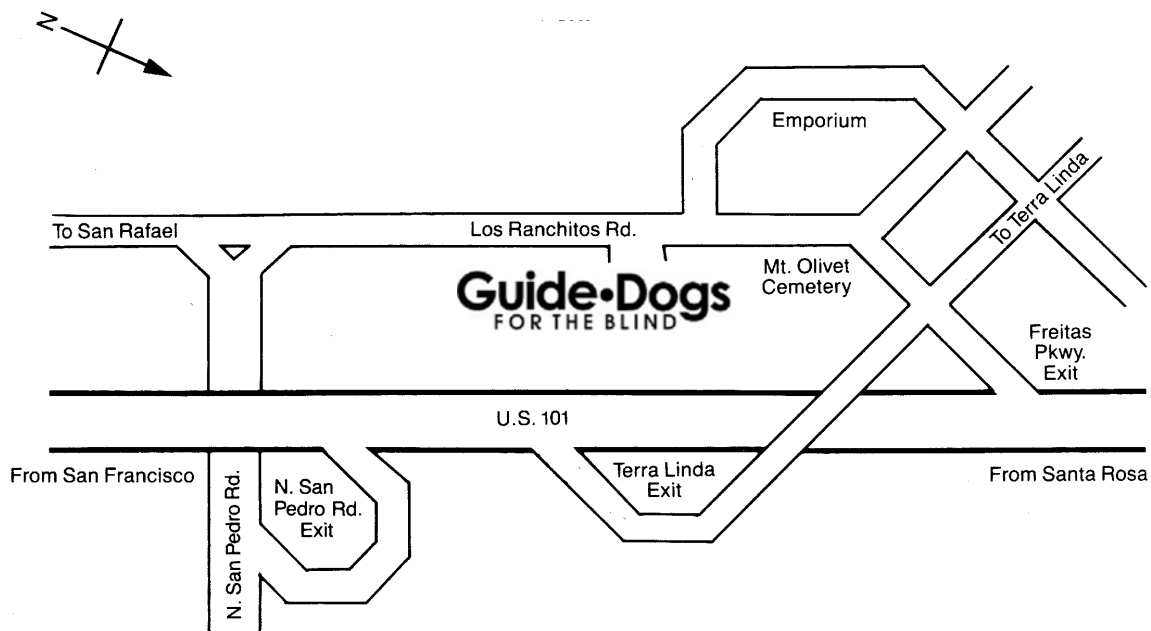 N
Emporium
To San Rafael
Los Ranchitos Rd.
To Terra Linda
Mt. Olivet
Cemetery
Guide•Dogs
FOR THE BLIND
Freitas
Pkwy.
Exit
U.S. 101
From San Francisco
N. San Pedro Rd.
N. San
Pedro Rd.
Exit
Terra Linda
Exit
From Santa Rosa